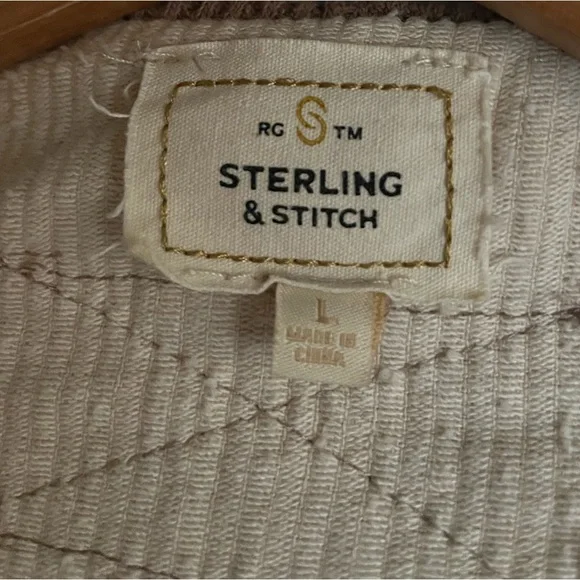 RG S TM
STERLING
& STITCH
L
MADE IN
CHINA